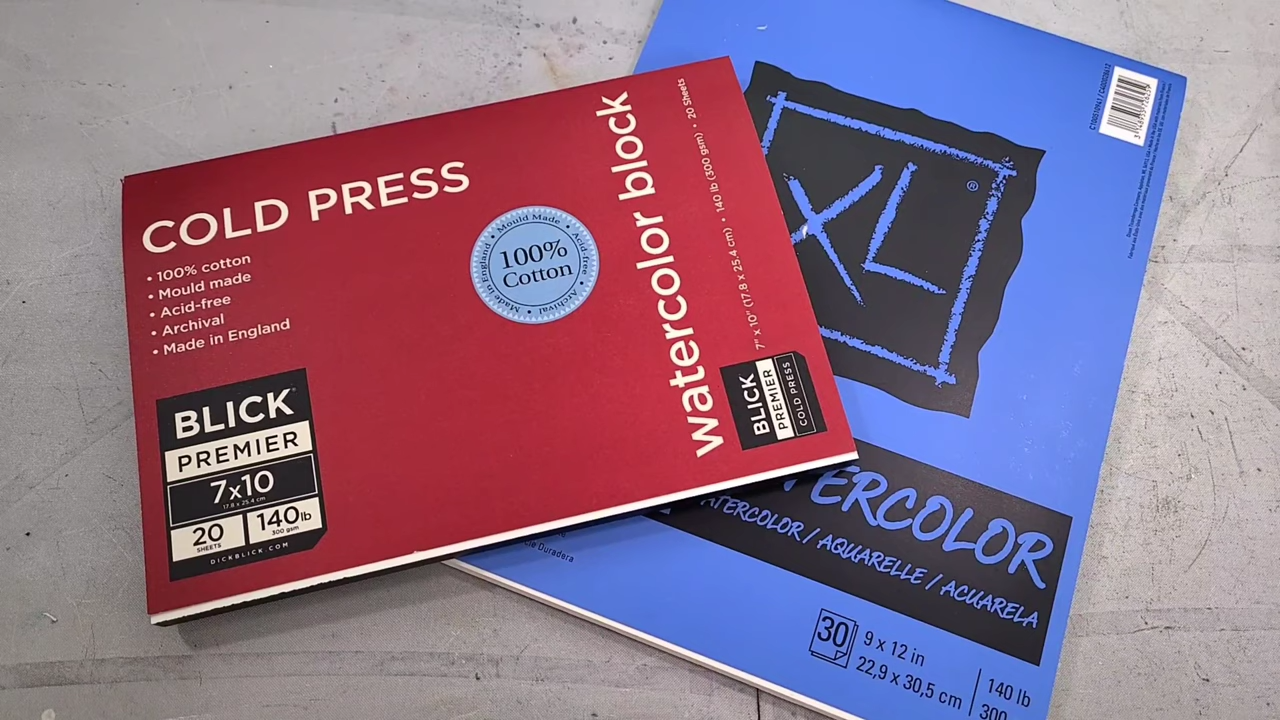 COLD PRESS
• 100% cotton
• Mould made
• Acid-free
• Archival
• Made in England
Mould Made • Acid-free • Archival • Made in England •
100%
Cotton
watercolor block
7" x 10" (17.8 x 25.4 cm) • 140 lb (300 gsm) • 20 Sheets
BLICK
PREMIER
COLD PRESS
BLICK
PREMIER
7x10
17.8 x 25.4 cm
20
SHEETS
140lb
300 gsm
DICKBLICK.COM
XL
®
TERCOLOR
ATERCOLOR / AQUARELLE / ACUARELA
Duradera
30
9 x 12 in
22,9 x 30,5 cm
140 lb
300